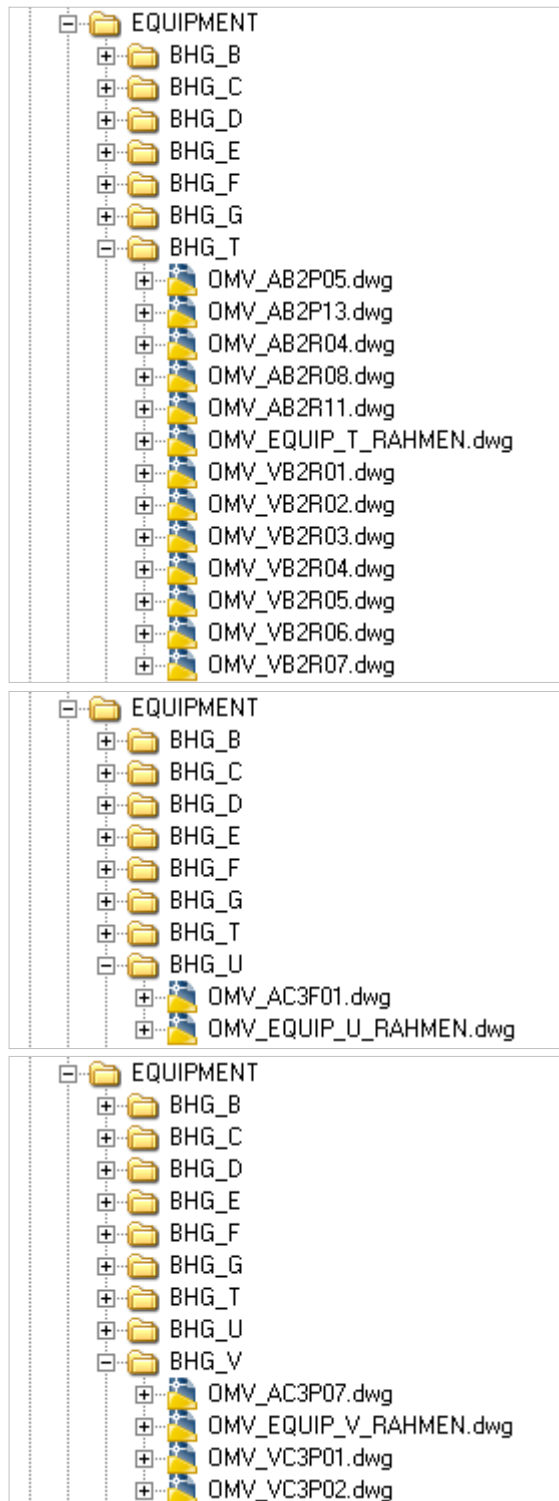 EQUIPMENT
BHG_B
BHG_C
BHG_D
BHG_E
BHG_F
BHG_G
BHG_T
OMV_AB2P05.dwg
OMV_AB2P13.dwg
OMV_AB2R04.dwg
OMV_AB2R08.dwg
OMV_AB2R11.dwg
OMV_EQUIP_T_RAHMEN.dwg
OMV_VB2R01.dwg
OMV_VB2R02.dwg
OMV_VB2R03.dwg
OMV_VB2R04.dwg
OMV_VB2R05.dwg
OMV_VB2R06.dwg
OMV_VB2R07.dwg
EQUIPMENT
BHG_B
BHG_C
BHG_D
BHG_E
BHG_F
BHG_G
BHG_T
BHG_U
OMV_AC3F01.dwg
OMV_EQUIP_U_RAHMEN.dwg
EQUIPMENT
BHG_B
BHG_C
BHG_D
BHG_E
BHG_F
BHG_G
BHG_T
BHG_U
BHG_V
OMV_AC3P07.dwg
OMV_EQUIP_V_RAHMEN.dwg
OMV_VC3P01.dwg
OMV_VC3P02.dwg